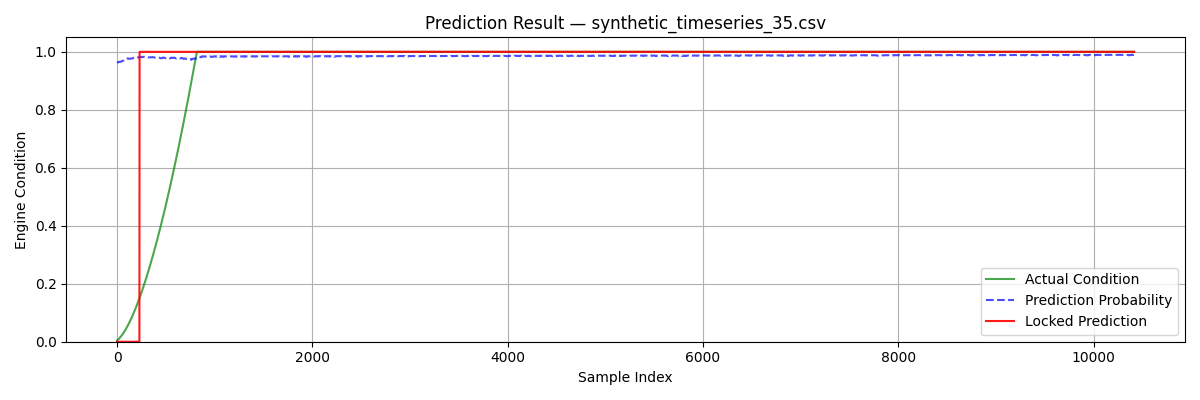 Prediction Result — synthetic_timeseries_35.csv
Engine Condition
1.0
0.8
0.6
0.4
0.2
0.0
Actual Condition
Prediction Probability
Locked Prediction
0 2000 4000 6000 8000 10000
Sample Index